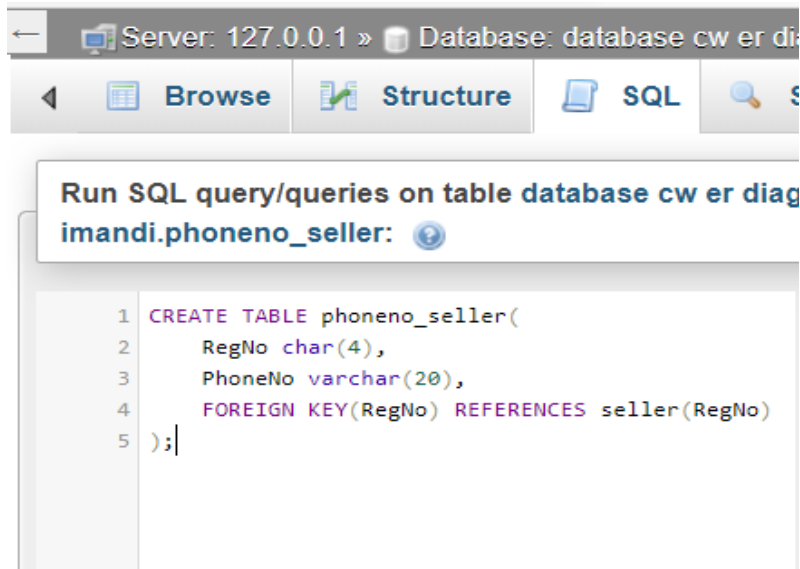 Server: 127.0.0.1 » Database: database cw er
Browse Structure SQL
Run SQL query/queries on table database cw er
imandi.phoneno_seller:
1 CREATE TABLE phoneno_seller(
2 RegNo char(4),
3 PhoneNo varchar(20),
4 FOREIGN KEY(RegNo) REFERENCES seller(RegNo)
5 );